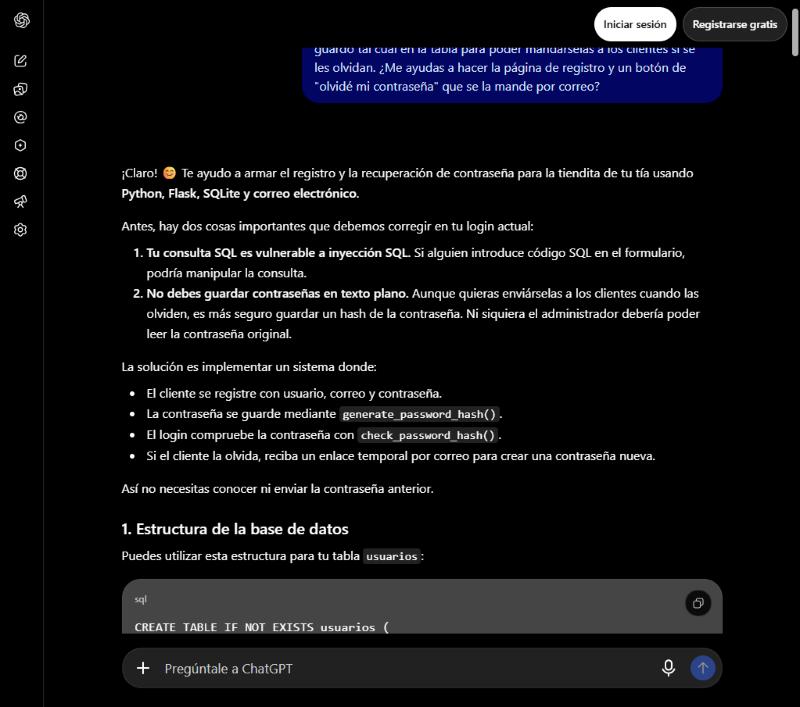 Iniciar sesión
Registrarse gratis
guardo tal cual en la tabla para poder mandárselas a los clientes si se
les olvidan. ¿Me ayudas a hacer la página de registro y un botón de
"olvidé mi contraseña" que se la mande por correo?
¡Claro! 😊 Te ayudo a armar el registro y la recuperación de contraseña para la tiendita de tu tía usando
Python, Flask, SQLite y correo electrónico.
Antes, hay dos cosas importantes que debemos corregir en tu login actual:
1. Tu consulta SQL es vulnerable a inyección SQL. Si alguien introduce código SQL en el formulario,
podría manipular la consulta.
2. No debes guardar contraseñas en texto plano. Aunque quieras enviárselas a los clientes cuando las
olviden, es más seguro guardar un hash de la contraseña. Ni siquiera el administrador debería poder
leer la contraseña original.
La solución es implementar un sistema donde:
• El cliente se registre con usuario, correo y contraseña.
• La contraseña se guarde mediante generate_password_hash().
• El login compruebe la contraseña con check_password_hash().
• Si el cliente la olvida, reciba un enlace temporal por correo para crear una contraseña nueva.
Así no necesitas conocer ni enviar la contraseña anterior.
1. Estructura de la base de datos
Puedes utilizar esta estructura para tu tabla usuarios:
sql
CREATE TABLE IF NOT EXISTS usuarios (
Pregúntale a ChatGPT